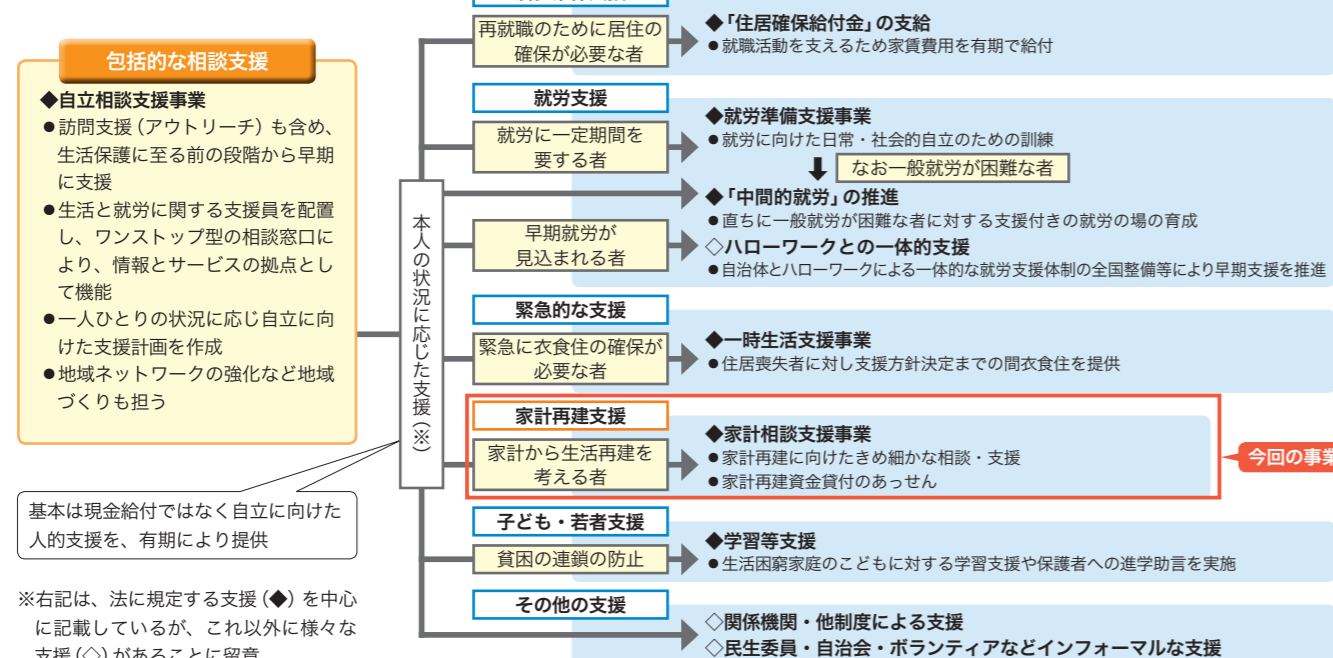 包括的な相談支援
◆自立相談支援事業
●訪問支援(アウトリーチ)も含め、
生活保護に至る前の段階から早期
に支援
●生活と就労に関する支援員を配置
し、ワンストップ型の相談窓口に
より、情報とサービスの拠点とし
て機能
●一人ひとりの状況に応じ自立に向
けた支援計画を作成
●地域ネットワークの強化など地域
づくりも担う
基本は現金給付ではなく自立に向けた
人的支援を、有期により提供
※右記は、法に規定する支援(◆)を中心
に記載しているが、これ以外に様々な
支援(◇)があることに留意
本人の状況に応じた支援(※)
再就職のために居住の
確保が必要な者
◆「住居確保給付金」の支給
●就職活動を支えるため家賃費用を有期で給付
就労支援
就労に一定期間を
要する者
◆就労準備支援事業
●就労に向けた日常・社会的自立のための訓練
なお一般就労が困難な者
◆「中間的就労」の推進
●直ちに一般就労が困難な者に対する支援付きの就労の場の育成
早期就労が
見込まれる者
◇ハローワークとの一体的支援
●自治体とハローワークによる一体的な就労支援体制の全国整備等により早期支援を推進
緊急的な支援
緊急に衣食住の確保が
必要な者
◆一時生活支援事業
●住居喪失者に対し支援方針決定までの間衣食住を提供
家計再建支援
家計から生活再建を
考える者
◆家計相談支援事業
●家計再建に向けたきめ細かな相談・支援
●家計再建資金貸付のあっせん
今回の事業
子ども・若者支援
貧困の連鎖の防止
◆学習等支援
●生活困窮家庭のこどもに対する学習支援や保護者への進学助言を実施
その他の支援
◇関係機関・他制度による支援
◇民生委員・自治会・ボランティアなどインフォーマルな支援